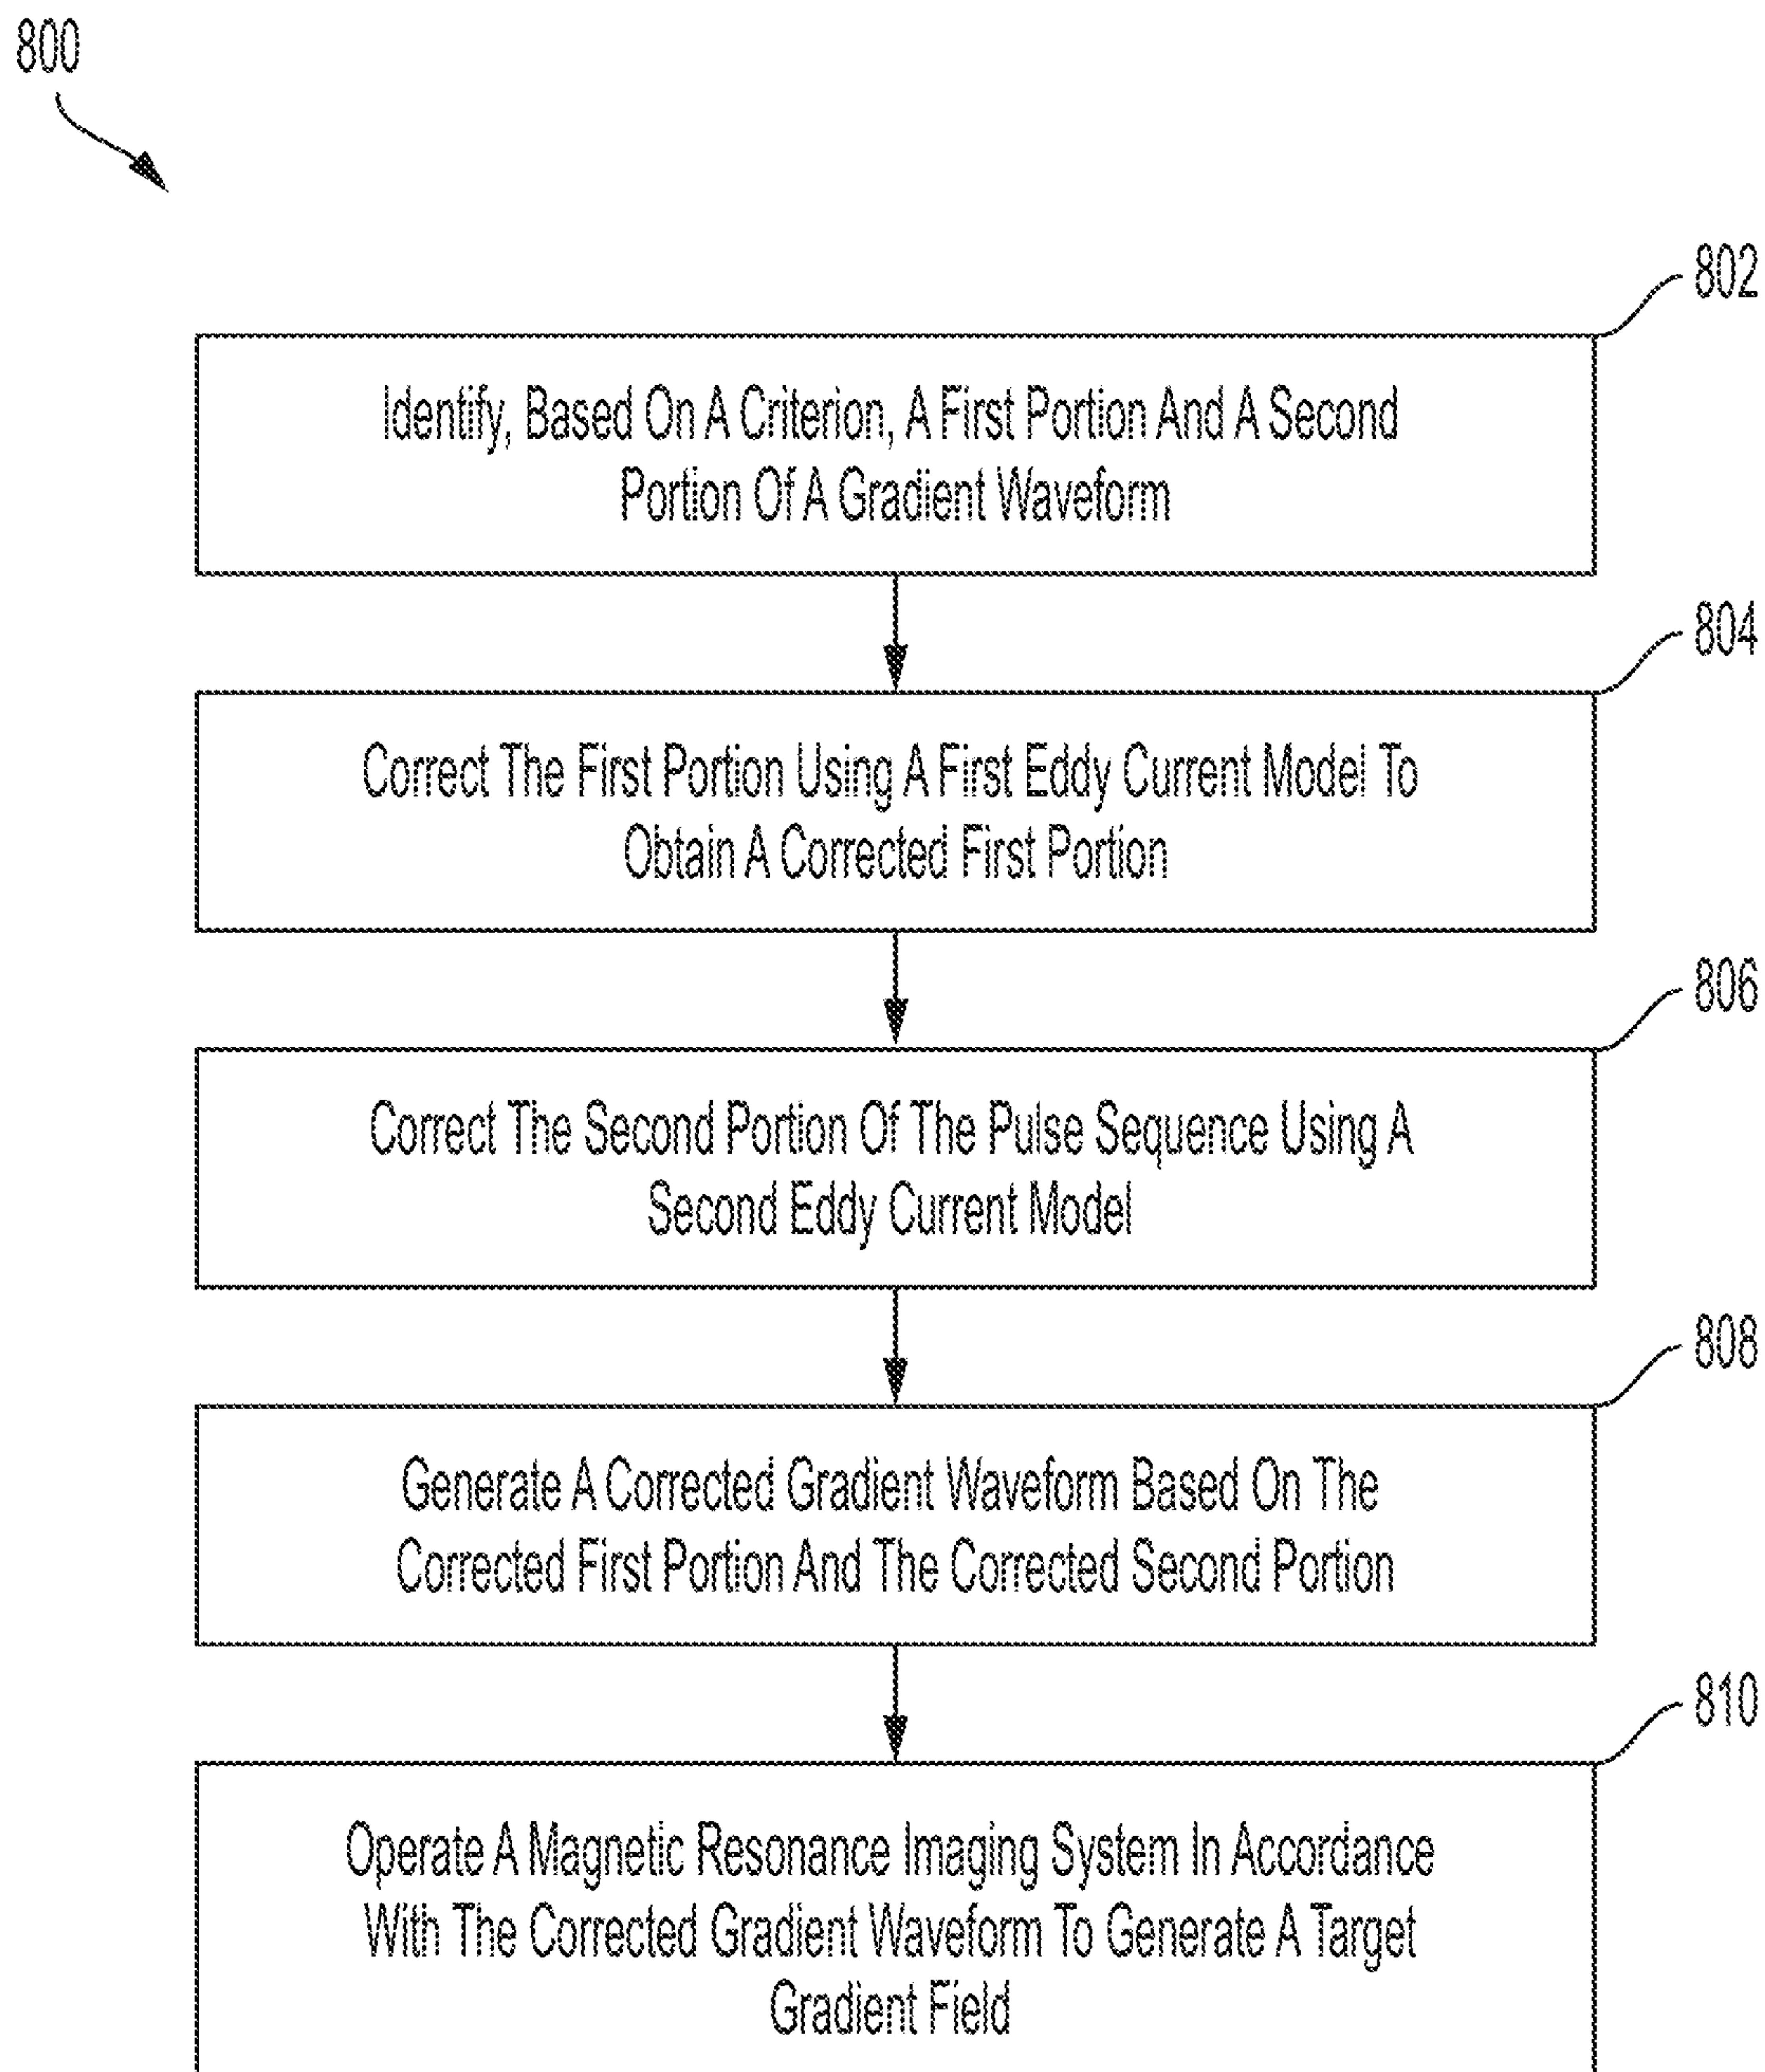 800
802
Identify, Based On A Criterion, A First Portion And A Second
Portion Of A Gradient Waveform
804
Correct The First Portion Using A First Eddy Current Model To
Obtain A Corrected First Portion
806
Correct The Second Portion Of The Pulse Sequence Using A
Second Eddy Current Model
808
Generate A Corrected Gradient Waveform Based On The
Corrected First Portion And The Corrected Second Portion
810
Operate A Magnetic Resonance Imaging System In Accordance
With The Corrected Gradient Waveform To Generate A Target
Gradient Field